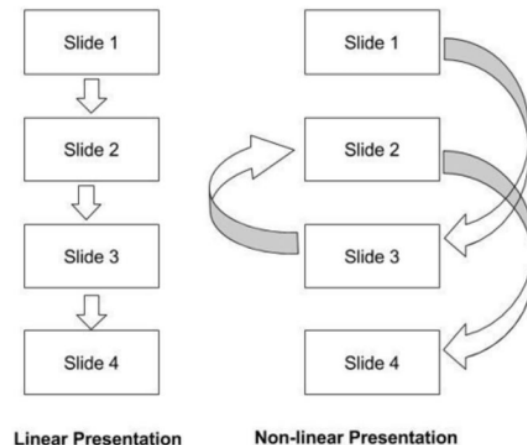 Slide 1
Slide 2
Slide 3
Slide 4
Linear Presentation
Slide 1
Slide 2
Slide 3
Slide 4
Non-linear Presentation